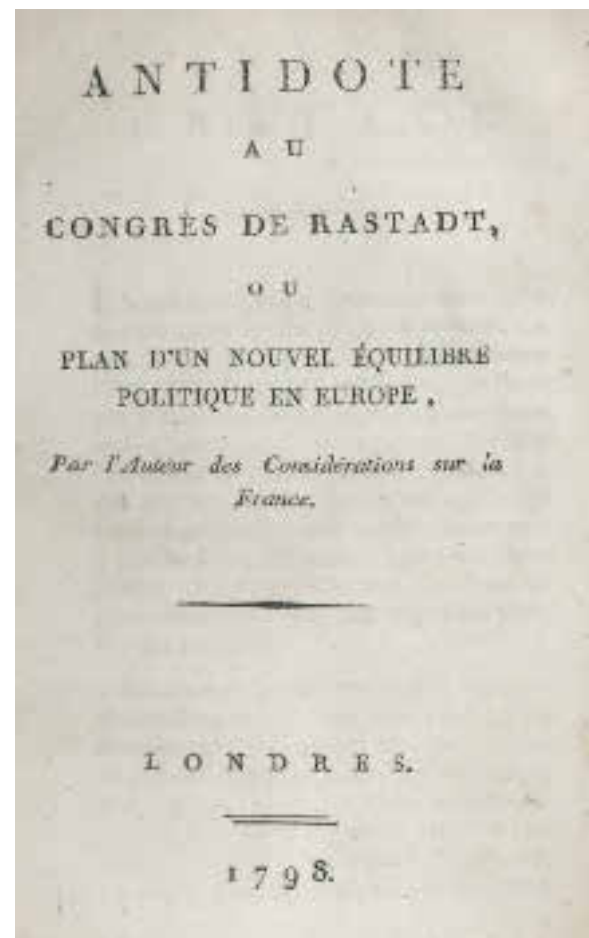 ANTIDOTE
AU
CONGRÈS DE RASTADT,
OU
PLAN D'UN NOUVEL ÉQUILIBRE
POLITIQUE EN EUROPE,
Par l'Auteur des Considérations sur la
France.
LONDRES.
1798.